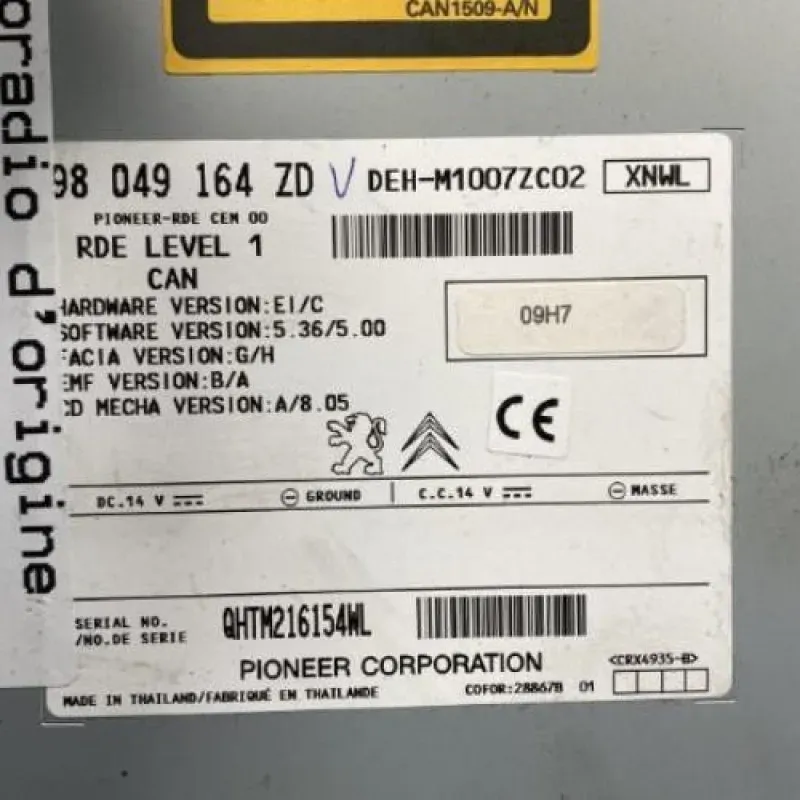 CAN1509-A/N
oradio d'origine
98 049 164 ZD V DEH-M1007ZC02 XNWL
PIONEER-RDE CEM 00
RDE LEVEL 1
CAN
HARDWARE VERSION:EI/C
09H7
SOFTWARE VERSION:5.36/5.00
FACIA VERSION:G/H
EMF VERSION:B/A
CD MECHA VERSION:A/8.05
CE
DC.14 V GROUND C.C.14 V MASSE
SERIAL NO.
/NO.DE SERIE
QHTM216154WL
PIONEER CORPORATION
<CRX4935-B>
MADE IN THAILAND/FABRIQUÉ EN THAILANDE
COFOR:28867B 01